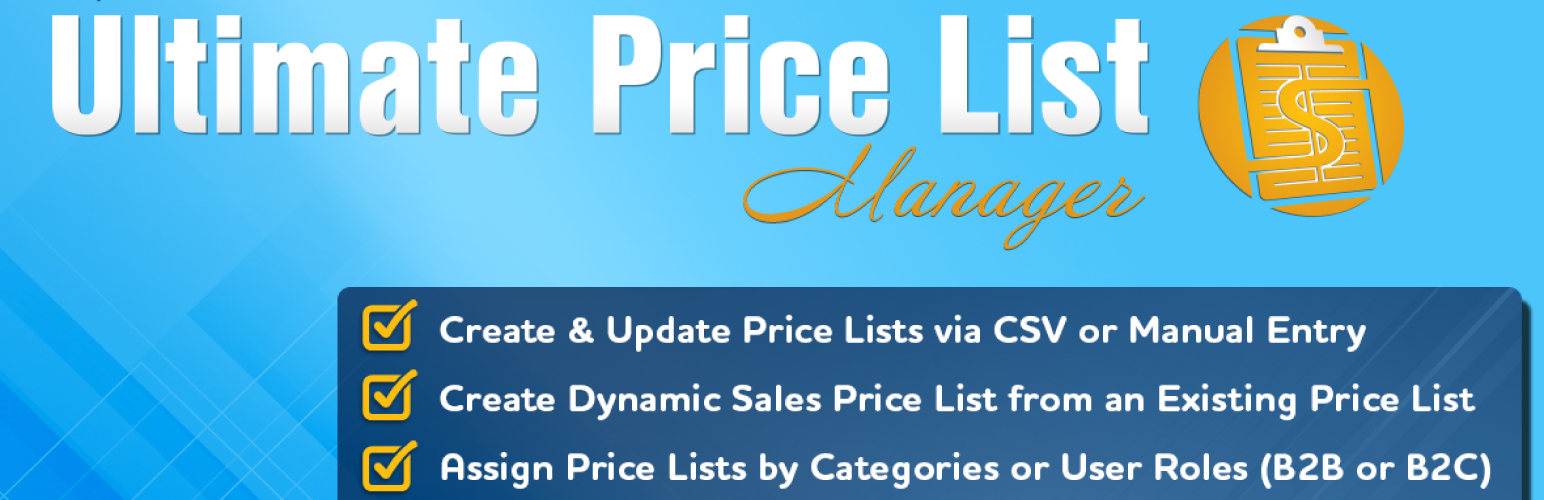 Ultimate Price List
Manager
Create & Update Price Lists via CSV or Manual Entry
Create Dynamic Sales Price List from an Existing Price List
Assign Price Lists by Categories or User Roles (B2B or B2C)